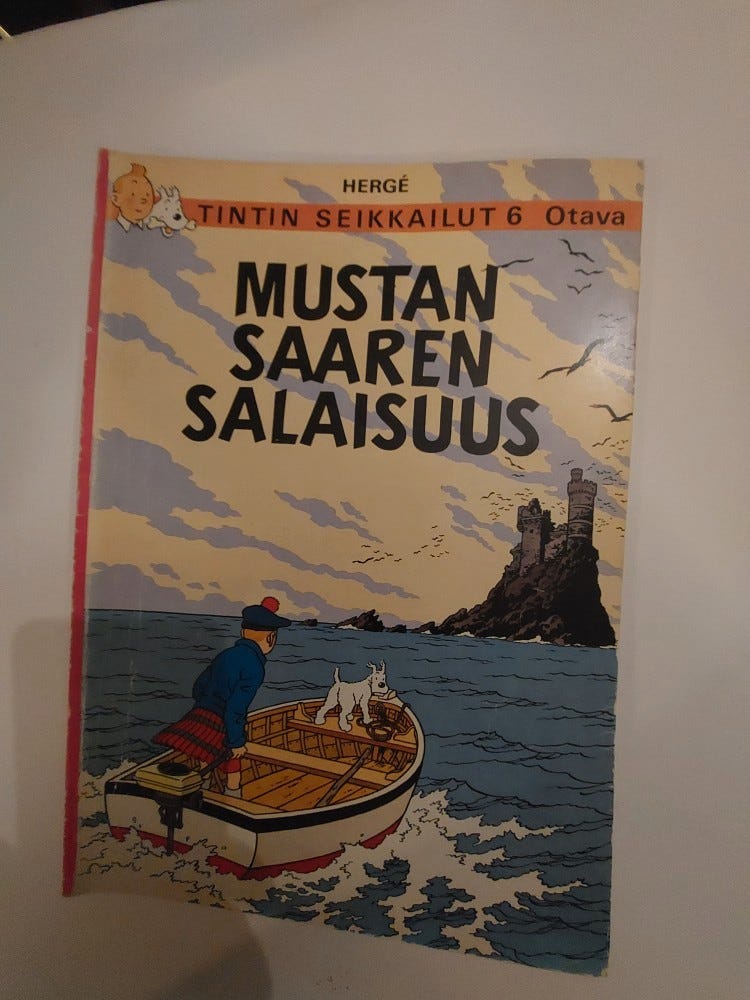 HERGÉ
TINTIN SEIKKAILUT 6 Otava
MUSTAN
SAAREN
SALAISUUS